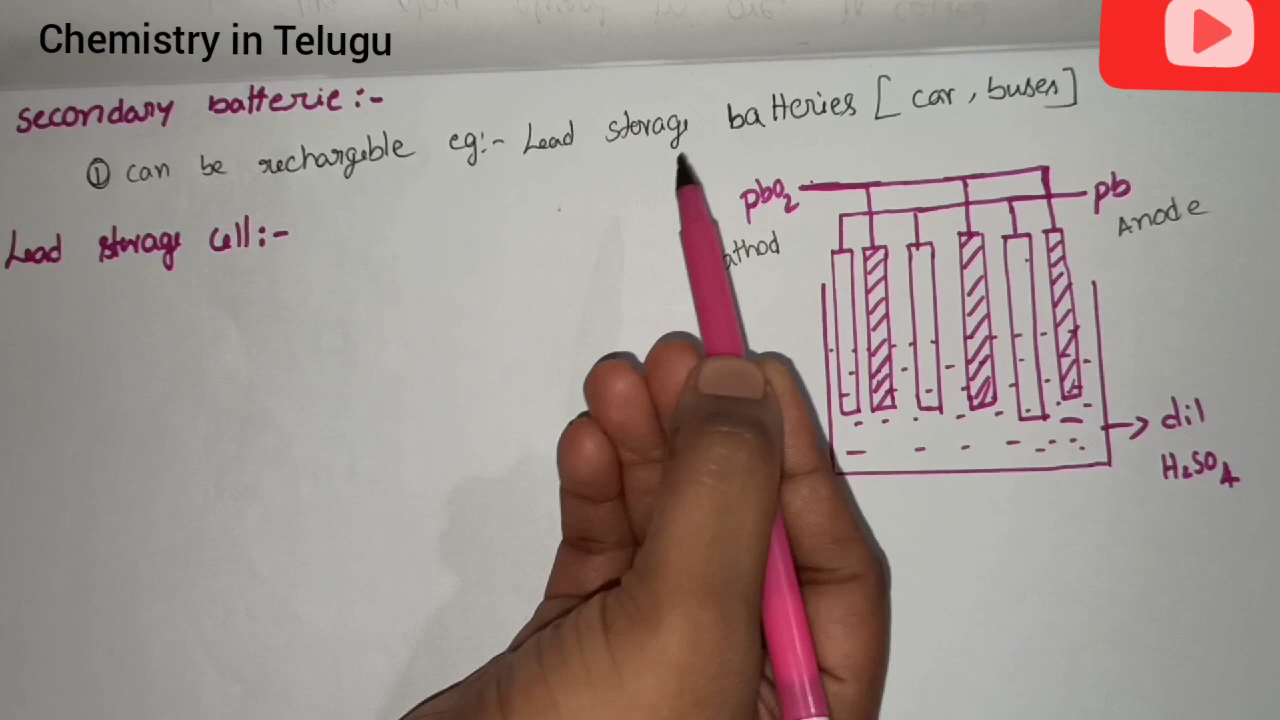 Chemistry in Telugu
secondary batterie:-
① can be rechargible eg:- Lead storage batteries [car, buses]
Lead storage cell:-
pbO₂
pb
Anode
athod
dil
H₂SO₄